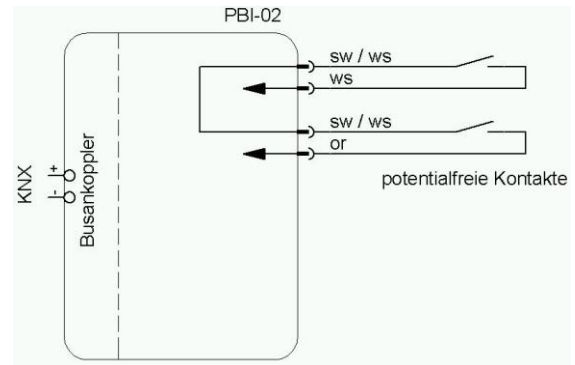 PBI-02
sw / ws
ws
sw / ws
or
potentialfreie Kontakte
KNX
+
-
Busankoppler